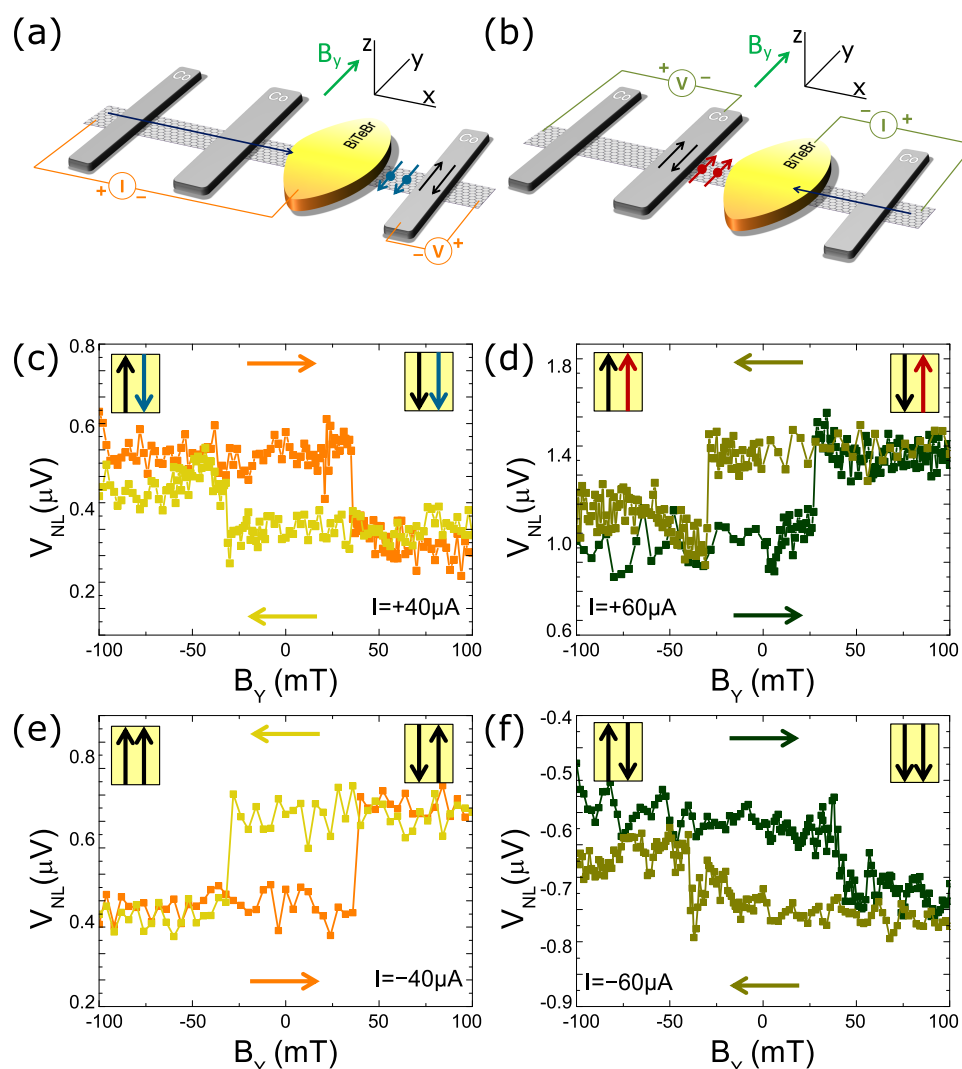 (a)
Co
Co
BiTeBr
Co
B_y
z
y
x
+ I −
− V +
(b)
Co
Co
BiTeBr
Co
B_y
z
y
x
+ V −
− I +
(c)
0.8
0.6
0.4
0.2
V_NL (µV)
I=+40µA
-100 -50 0 50 100
B_Y (mT)
(d)
1.8
1.4
1.0
0.6
V_NL (µV)
I=+60µA
-100 -50 0 50 100
B_Y (mT)
(e)
0.8
0.6
0.4
0.2
V_NL (µV)
I=−40µA
-100 -50 0 50 100
B_Y (mT)
(f)
-0.4
-0.5
-0.6
-0.7
-0.8
-0.9
V_NL (µV)
I=−60µA
-100 -50 0 50 100
B_Y (mT)